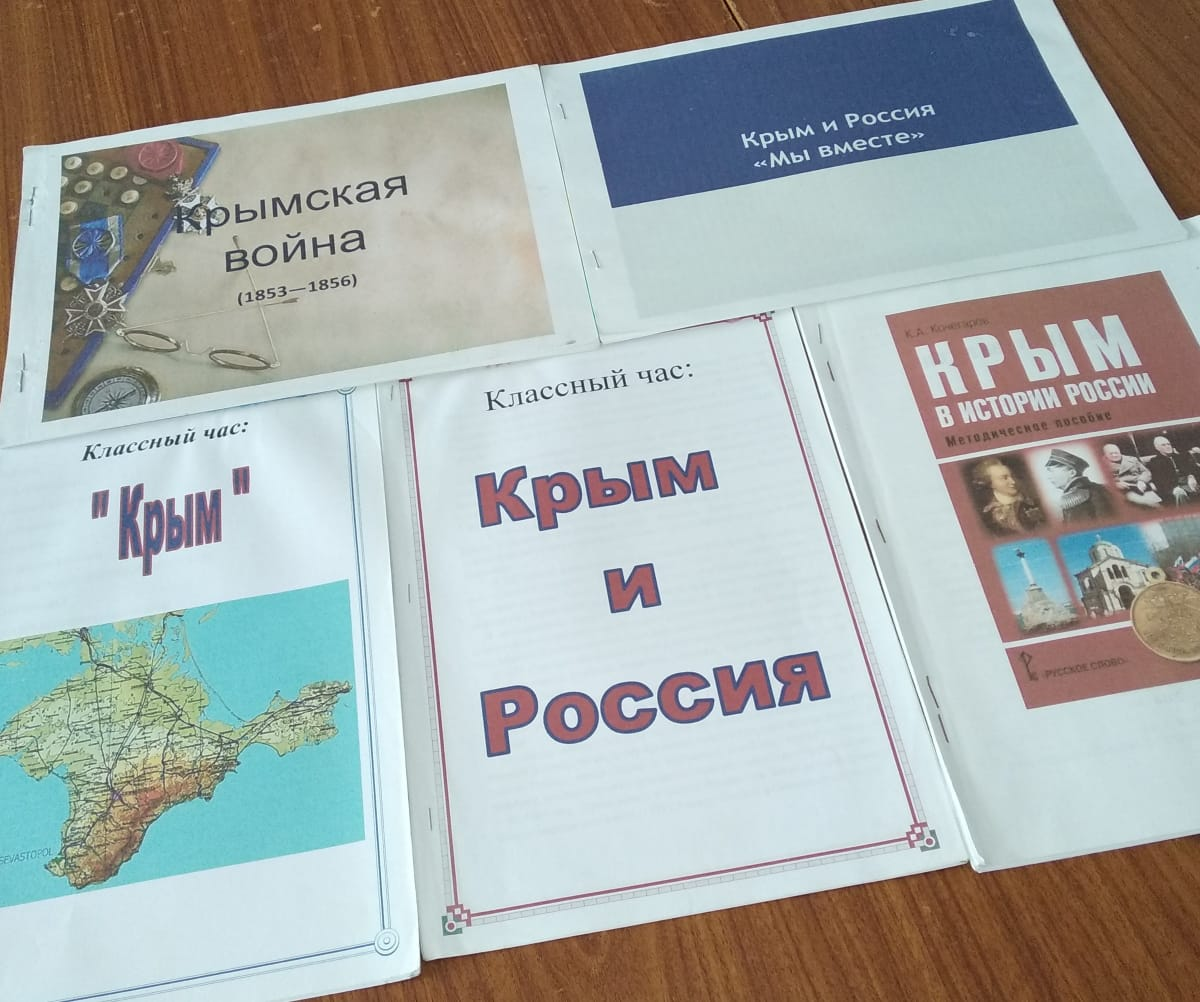 Крымская
война
(1853—1856)
Крым и Россия
«Мы вместе»
Классный час:
" Крым "
SEVASTOPOL
Классный час:
Крым
и
Россия
К.А. Кочегаров
КРЫМ
В ИСТОРИИ РОССИИ
Методическое пособие
«РУССКОЕ СЛОВО»